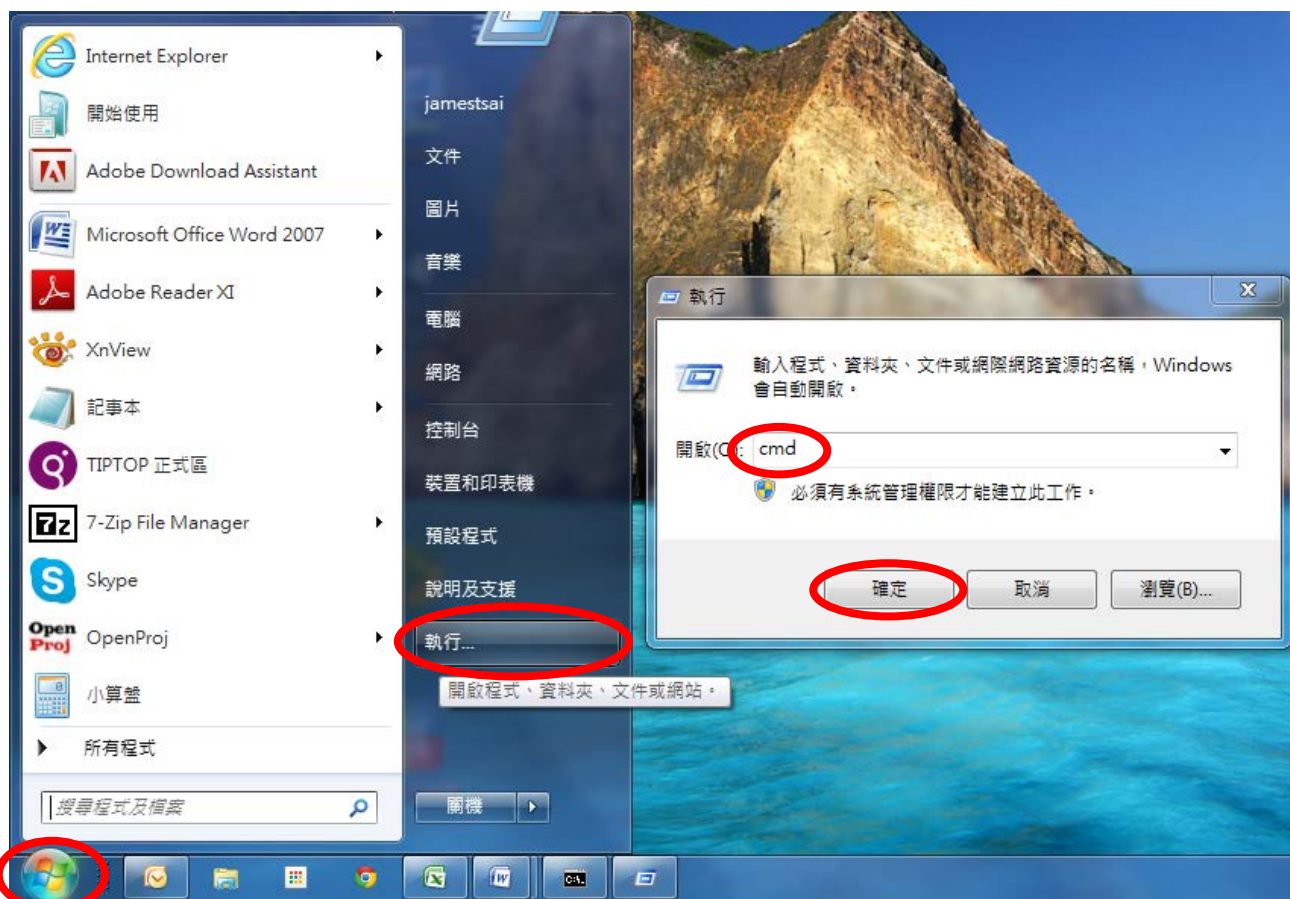 Internet Explorer
開始使用
Adobe Download Assistant
Microsoft Office Word 2007
Adobe Reader XI
XnView
記事本
TIPTOP 正式區
7-Zip File Manager
Skype
OpenProj
小算盤
所有程式
搜尋程式及檔案
jamestsai
文件
圖片
音樂
電腦
網路
控制台
裝置和印表機
預設程式
說明及支援
執行...
開啟程式、資料夾、文件或網站。
關機
執行
輸入程式、資料夾、文件或網際網路資源的名稱，Windows
會自動開啟。
開啟(O): cmd
必須有系統管理權限才能建立此工作。
確定
取消
瀏覽(B)...
7z
S
Open
Proj
C:\.